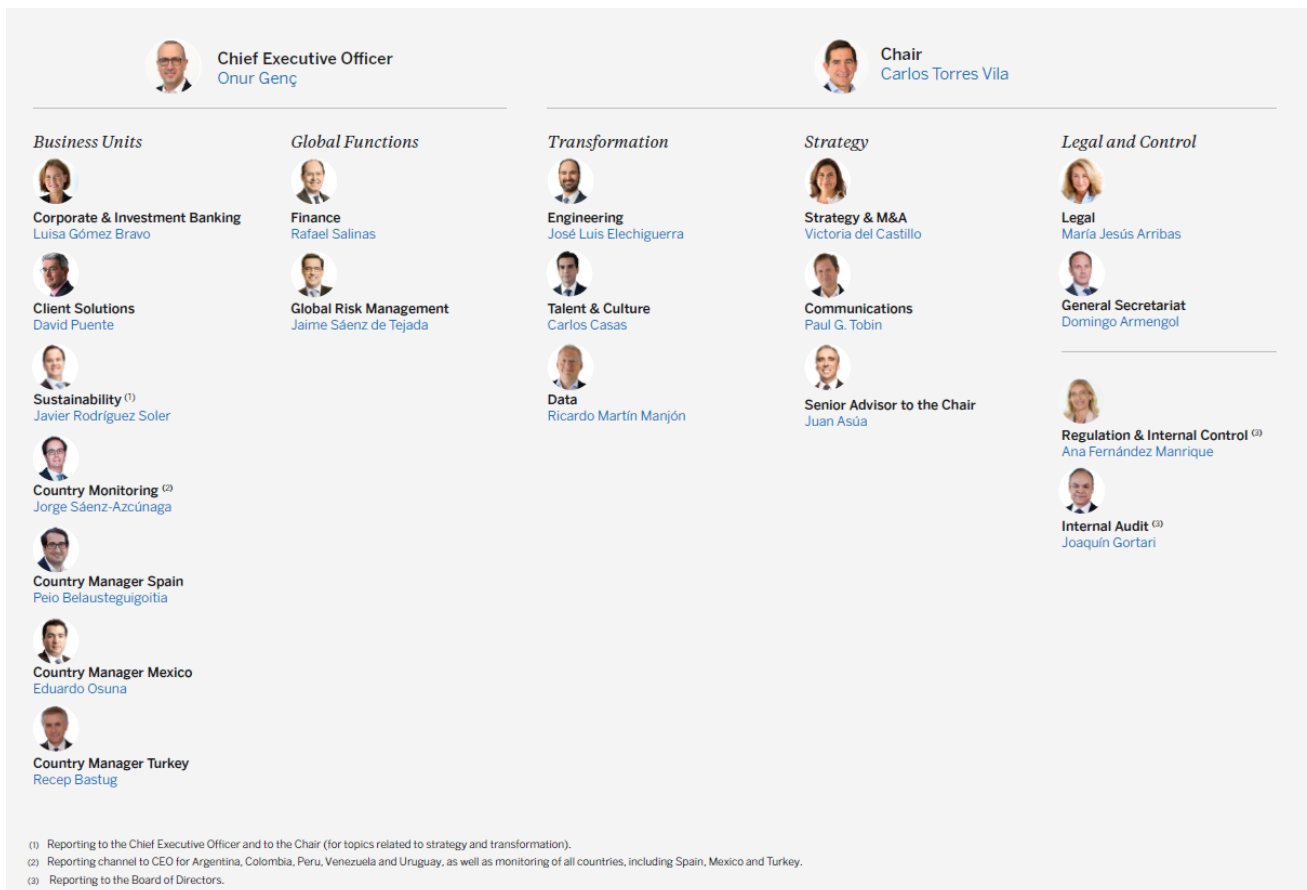 Chief Executive Officer
Onur Genç
Chair
Carlos Torres Vila
Business Units
Corporate & Investment Banking
Luisa Gómez Bravo
Client Solutions
David Puente
Sustainability (1)
Javier Rodríguez Soler
Country Monitoring (2)
Jorge Sáenz-Azcúnaga
Country Manager Spain
Peio Belausteguigoitia
Country Manager Mexico
Eduardo Osuna
Country Manager Turkey
Recep Bastug
Global Functions
Finance
Rafael Salinas
Global Risk Management
Jaime Sáenz de Tejada
Transformation
Engineering
José Luis Elechiguerra
Talent & Culture
Carlos Casas
Data
Ricardo Martín Manjón
Strategy
Strategy & M&A
Victoria del Castillo
Communications
Paul G. Tobin
Senior Advisor to the Chair
Juan Asúa
Legal and Control
Legal
María Jesús Arribas
General Secretariat
Domingo Armengol
Regulation & Internal Control (3)
Ana Fernández Manrique
Internal Audit (3)
Joaquín Gortari
(1) Reporting to the Chief Executive Officer and to the Chair (for topics related to strategy and transformation).
(2) Reporting channel to CEO for Argentina, Colombia, Peru, Venezuela and Uruguay, as well as monitoring of all countries, including Spain, Mexico and Turkey.
(3) Reporting to the Board of Directors.